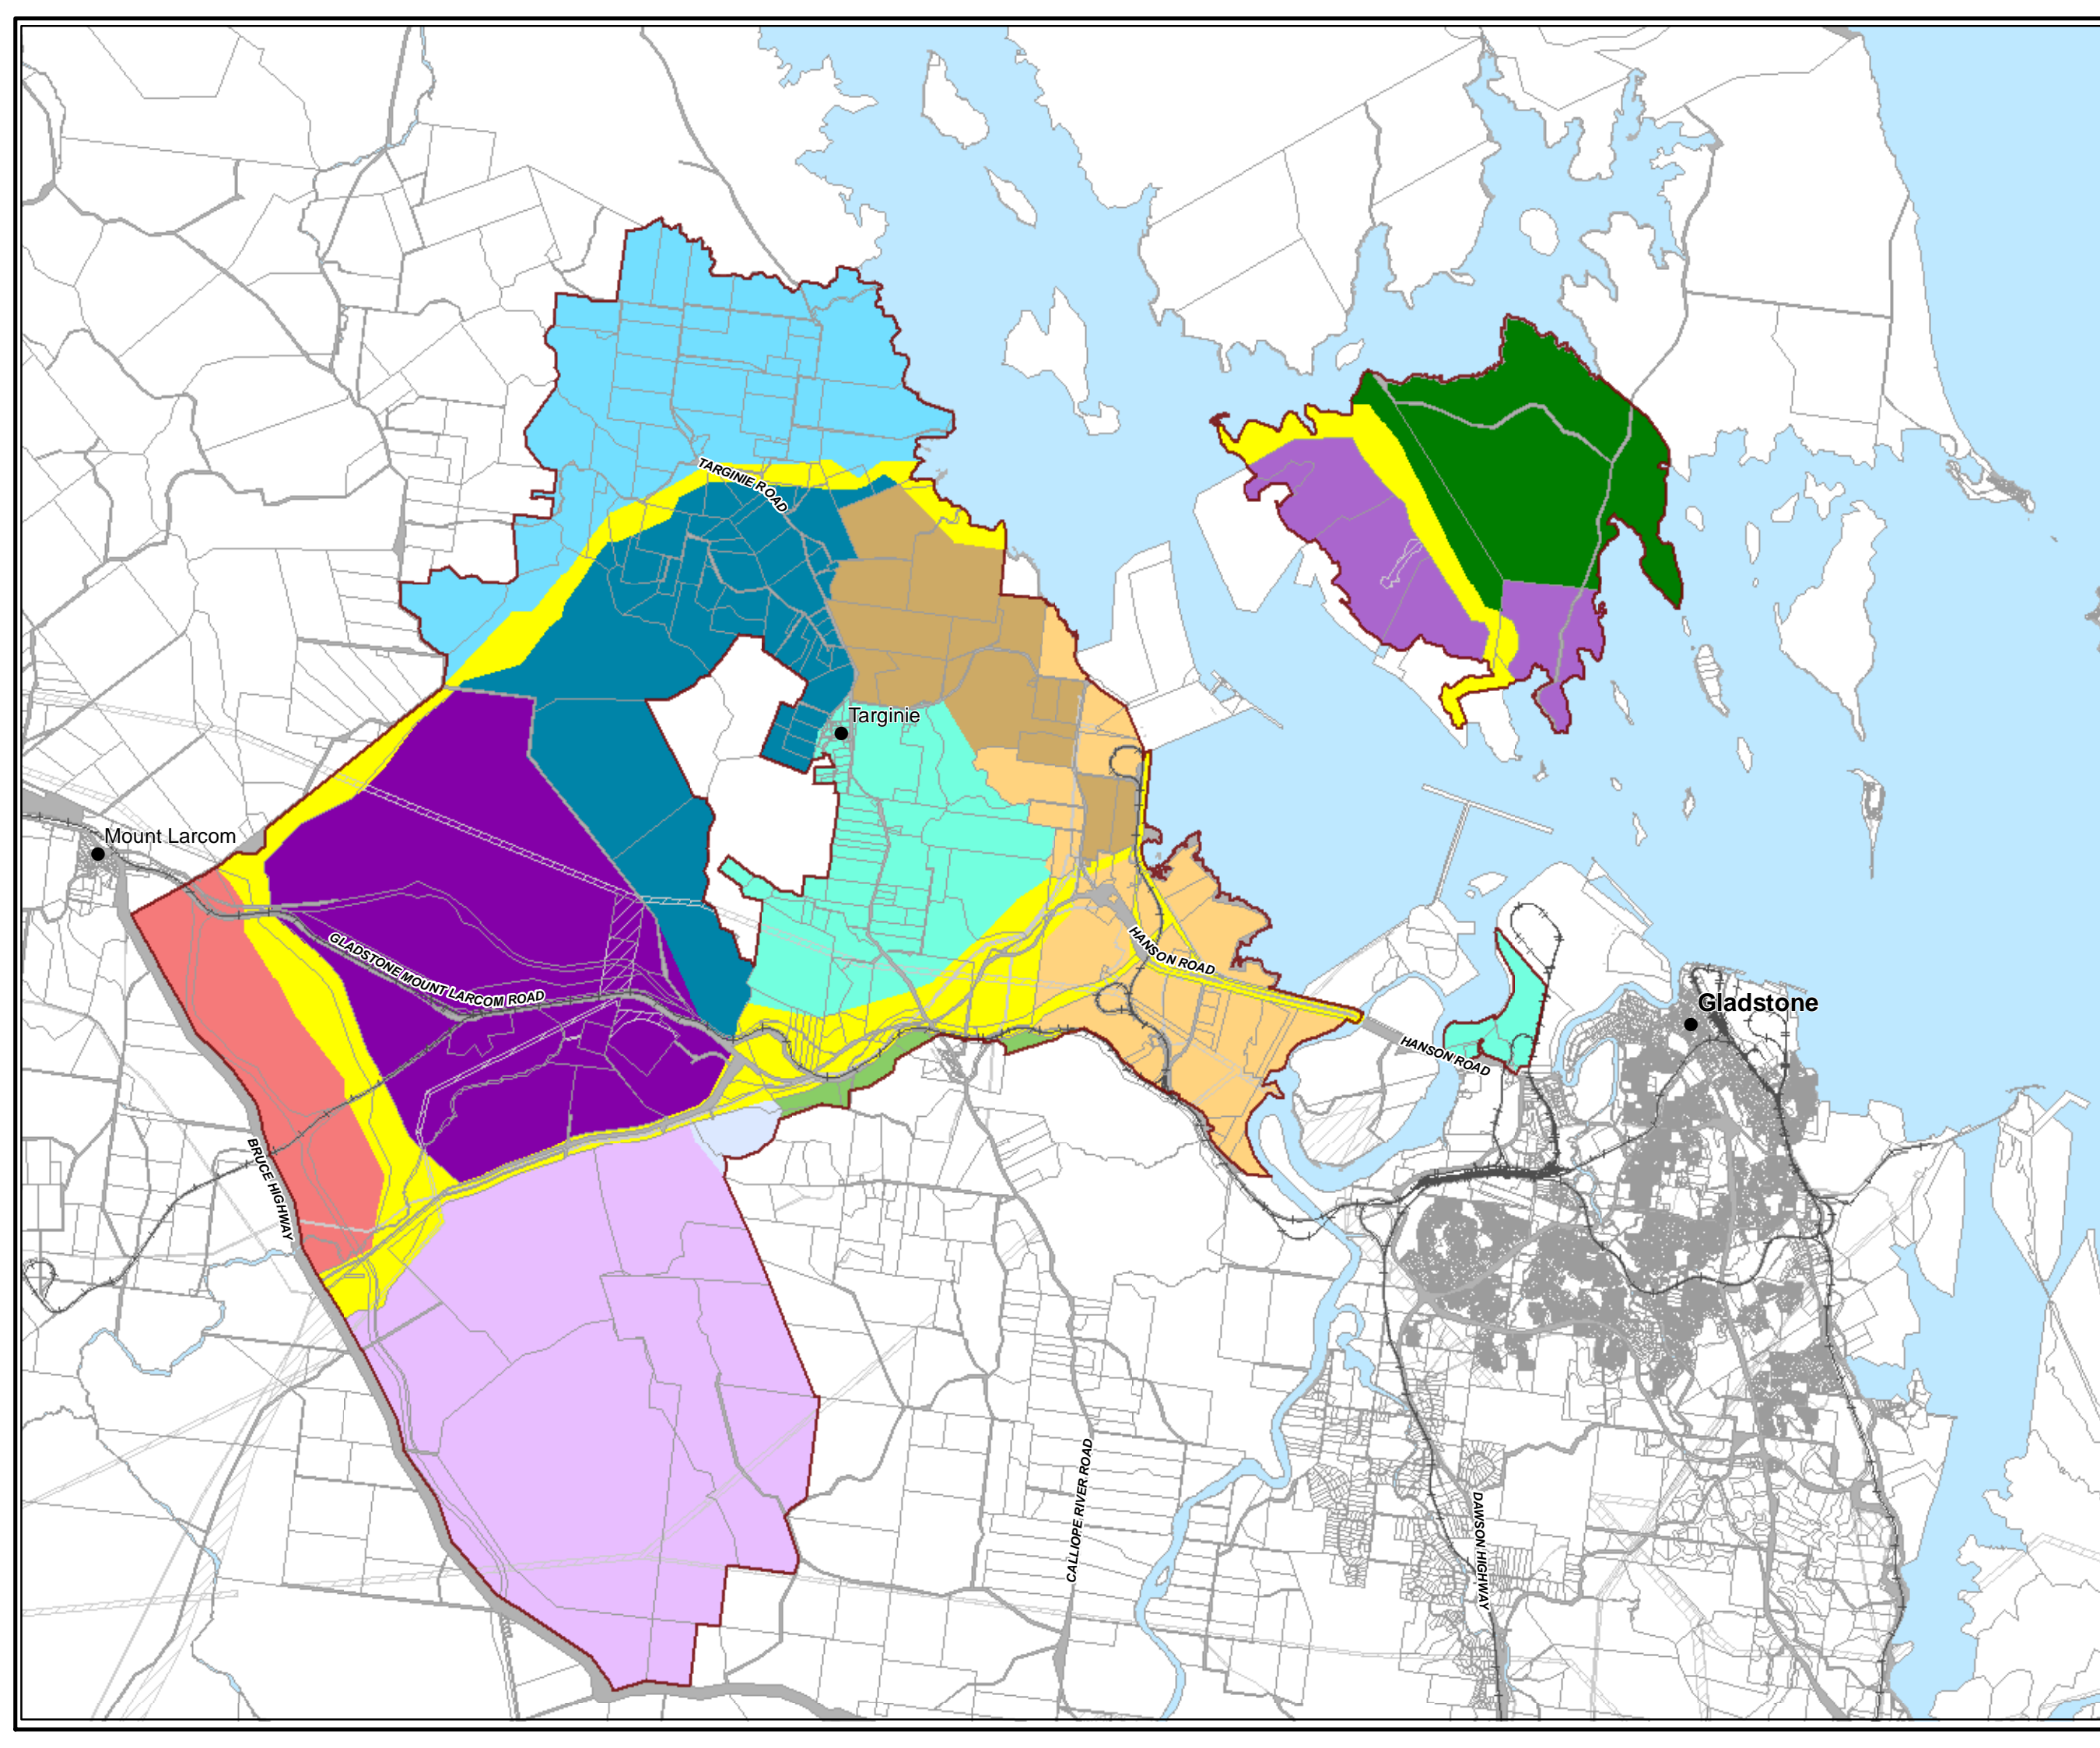 TARGINIE ROAD
Targinie
Mount Larcom
GLADSTONE MOUNT LARCOM ROAD
HANSON ROAD
Gladstone
HANSON ROAD
BRUCE HIGHWAY
CALLIOPE RIVER ROAD
DAWSON HIGHWAY